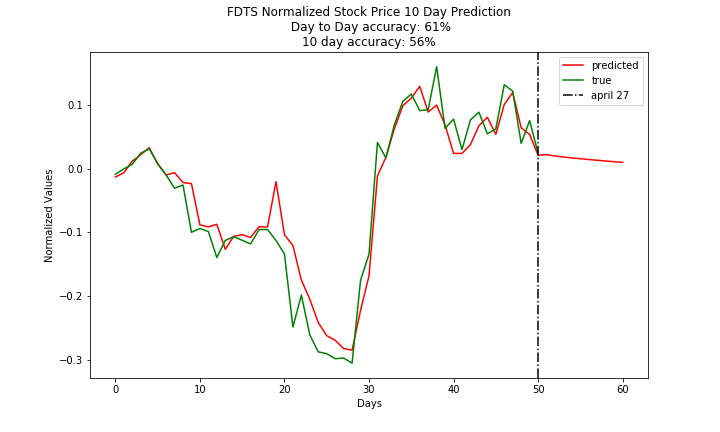 FDTS Normalized Stock Price 10 Day Prediction
Day to Day accuracy: 61%
10 day accuracy: 56%
predicted
true
april 27
Normalized Values
0.1
0.0
−0.1
−0.2
−0.3
0 10 20 30 40 50 60
Days